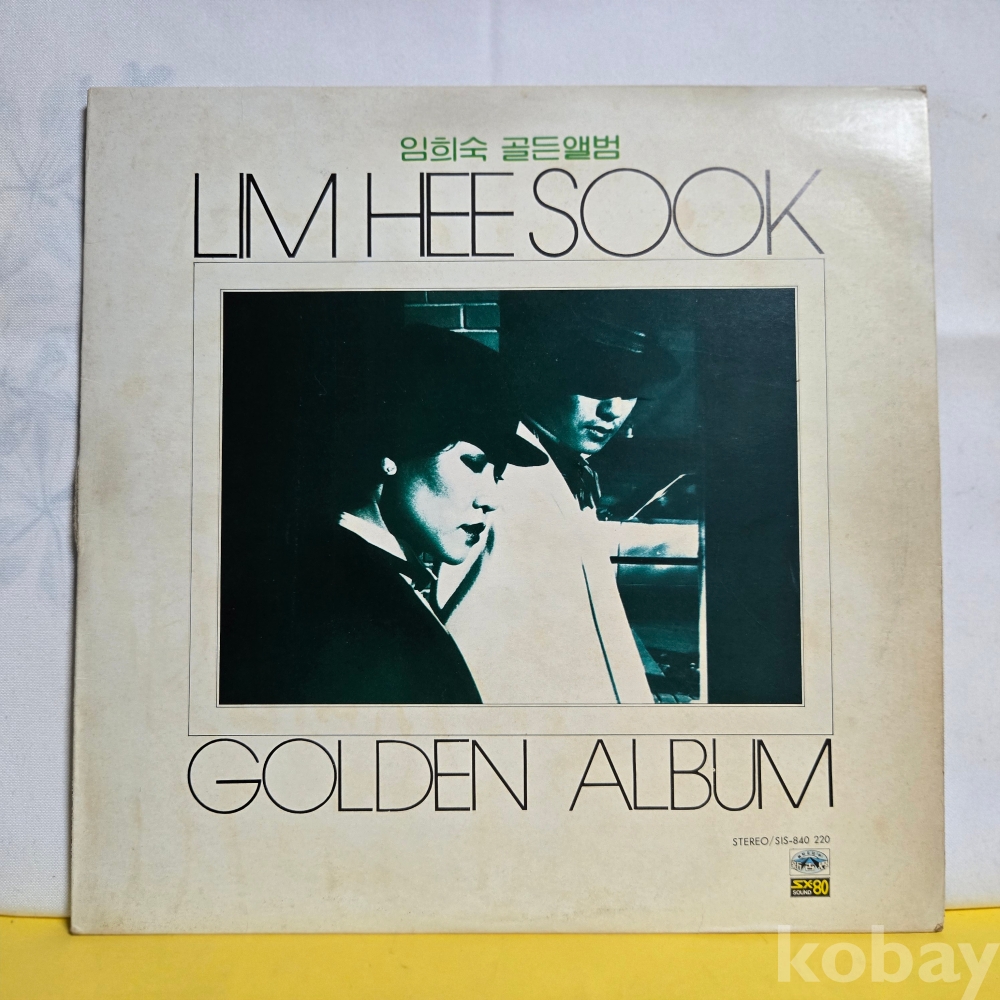 임희숙 골든앨범
LIM HEE SOOK
GOLDEN ALBUM
STEREO/SIS-840 220
SX-80
SOUND
kobay